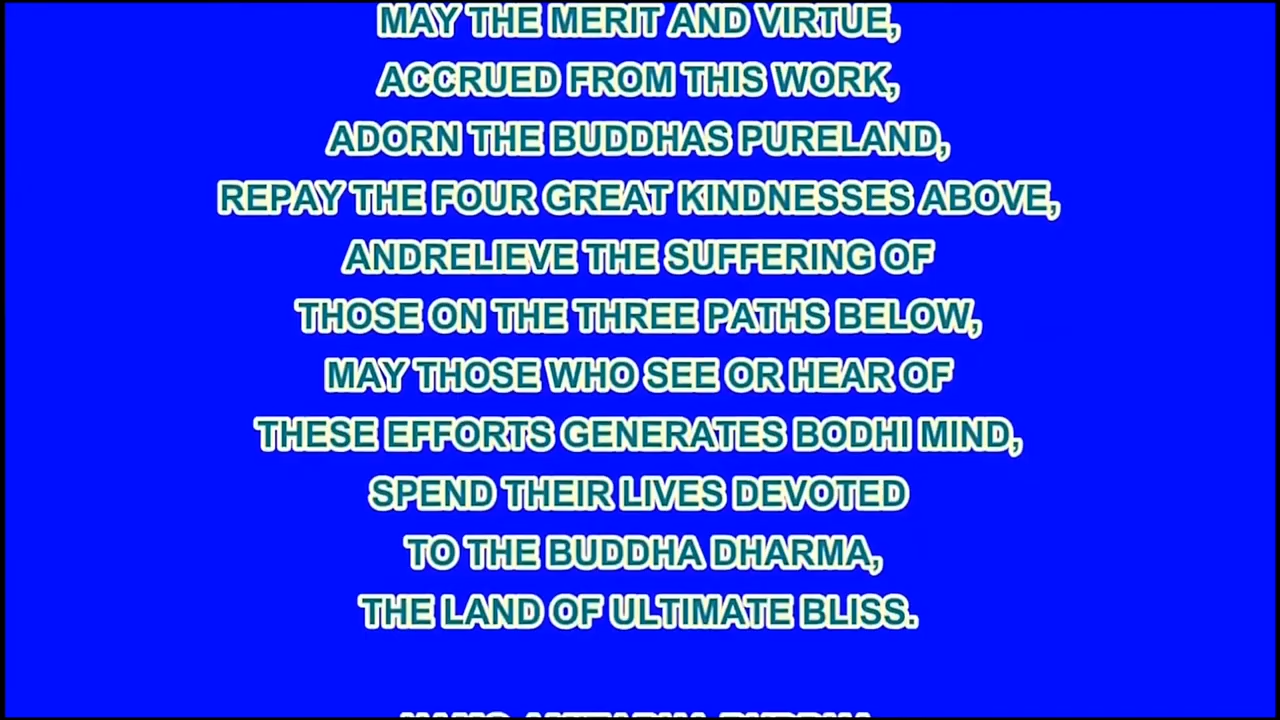 MAY THE MERIT AND VIRTUE,
ACCRUED FROM THIS WORK,
ADORN THE BUDDHAS PURELAND,
REPAY THE FOUR GREAT KINDNESSES ABOVE,
ANDRELIEVE THE SUFFERING OF
THOSE ON THE THREE PATHS BELOW,
MAY THOSE WHO SEE OR HEAR OF
THESE EFFORTS GENERATES BODHI MIND,
SPEND THEIR LIVES DEVOTED
TO THE BUDDHA DHARMA,
THE LAND OF ULTIMATE BLISS.